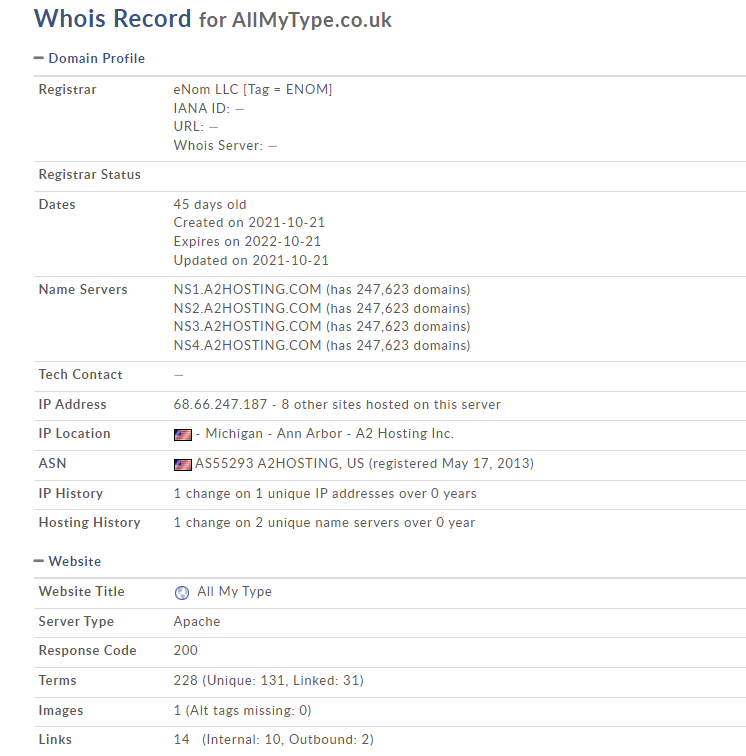 Whois Record for AllMyType.co.uk
— Domain Profile
Registrar eNom LLC [Tag = ENOM]
IANA ID: —
URL: —
Whois Server: —
Registrar Status
Dates 45 days old
Created on 2021-10-21
Expires on 2022-10-21
Updated on 2021-10-21
Name Servers NS1.A2HOSTING.COM (has 247,623 domains)
NS2.A2HOSTING.COM (has 247,623 domains)
NS3.A2HOSTING.COM (has 247,623 domains)
NS4.A2HOSTING.COM (has 247,623 domains)
Tech Contact —
IP Address 68.66.247.187 - 8 other sites hosted on this server
IP Location - Michigan - Ann Arbor - A2 Hosting Inc.
ASN AS55293 A2HOSTING, US (registered May 17, 2013)
IP History 1 change on 1 unique IP addresses over 0 years
Hosting History 1 change on 2 unique name servers over 0 year
— Website
Website Title All My Type
Server Type Apache
Response Code 200
Terms 228 (Unique: 131, Linked: 31)
Images 1 (Alt tags missing: 0)
Links 14 (Internal: 10, Outbound: 2)